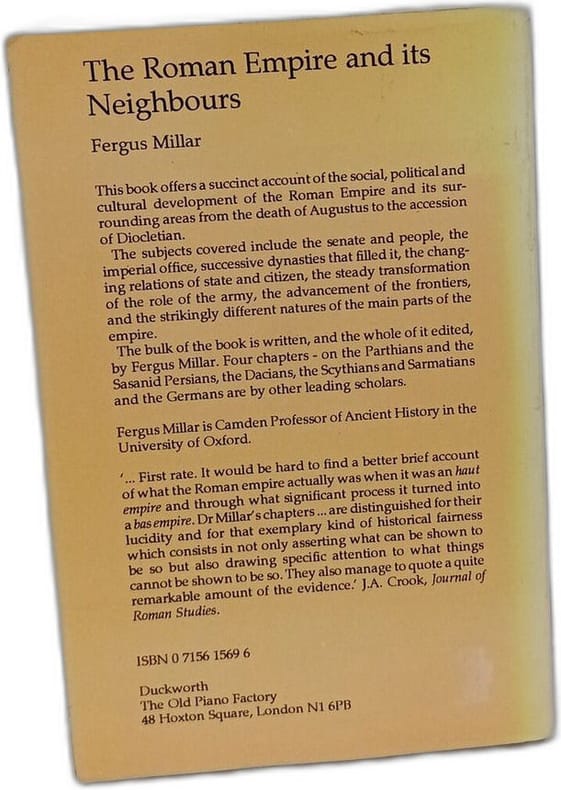 The Roman Empire and its
Neighbours
Fergus Millar
This book offers a succinct account of the social, political and
cultural development of the Roman Empire and its sur-
rounding areas from the death of Augustus to the accession
of Diocletian.
The subjects covered include the senate and people, the
imperial office, successive dynasties that filled it, the chang-
ing relations of state and citizen, the steady transformation
of the role of the army, the advancement of the frontiers,
and the strikingly different natures of the main parts of the
empire.
The bulk of the book is written, and the whole of it edited,
by Fergus Millar. Four chapters - on the Parthians and the
Sasanid Persians, the Dacians, the Scythians and Sarmatians
and the Germans are by other leading scholars.
Fergus Millar is Camden Professor of Ancient History in the
University of Oxford.
'... First rate. It would be hard to find a better brief account
of what the Roman empire actually was when it was an haut
empire and through what significant process it turned into
a bas empire. Dr Millar's chapters ... are distinguished for their
lucidity and for that exemplary kind of historical fairness
which consists in not only asserting what can be shown to
be so but also drawing specific attention to what things
cannot be shown to be so. They also manage to quote a quite
remarkable amount of the evidence.' J.A. Crook, Journal of
Roman Studies.
ISBN 0 7156 1569 6
Duckworth
The Old Piano Factory
48 Hoxton Square, London N1 6PB